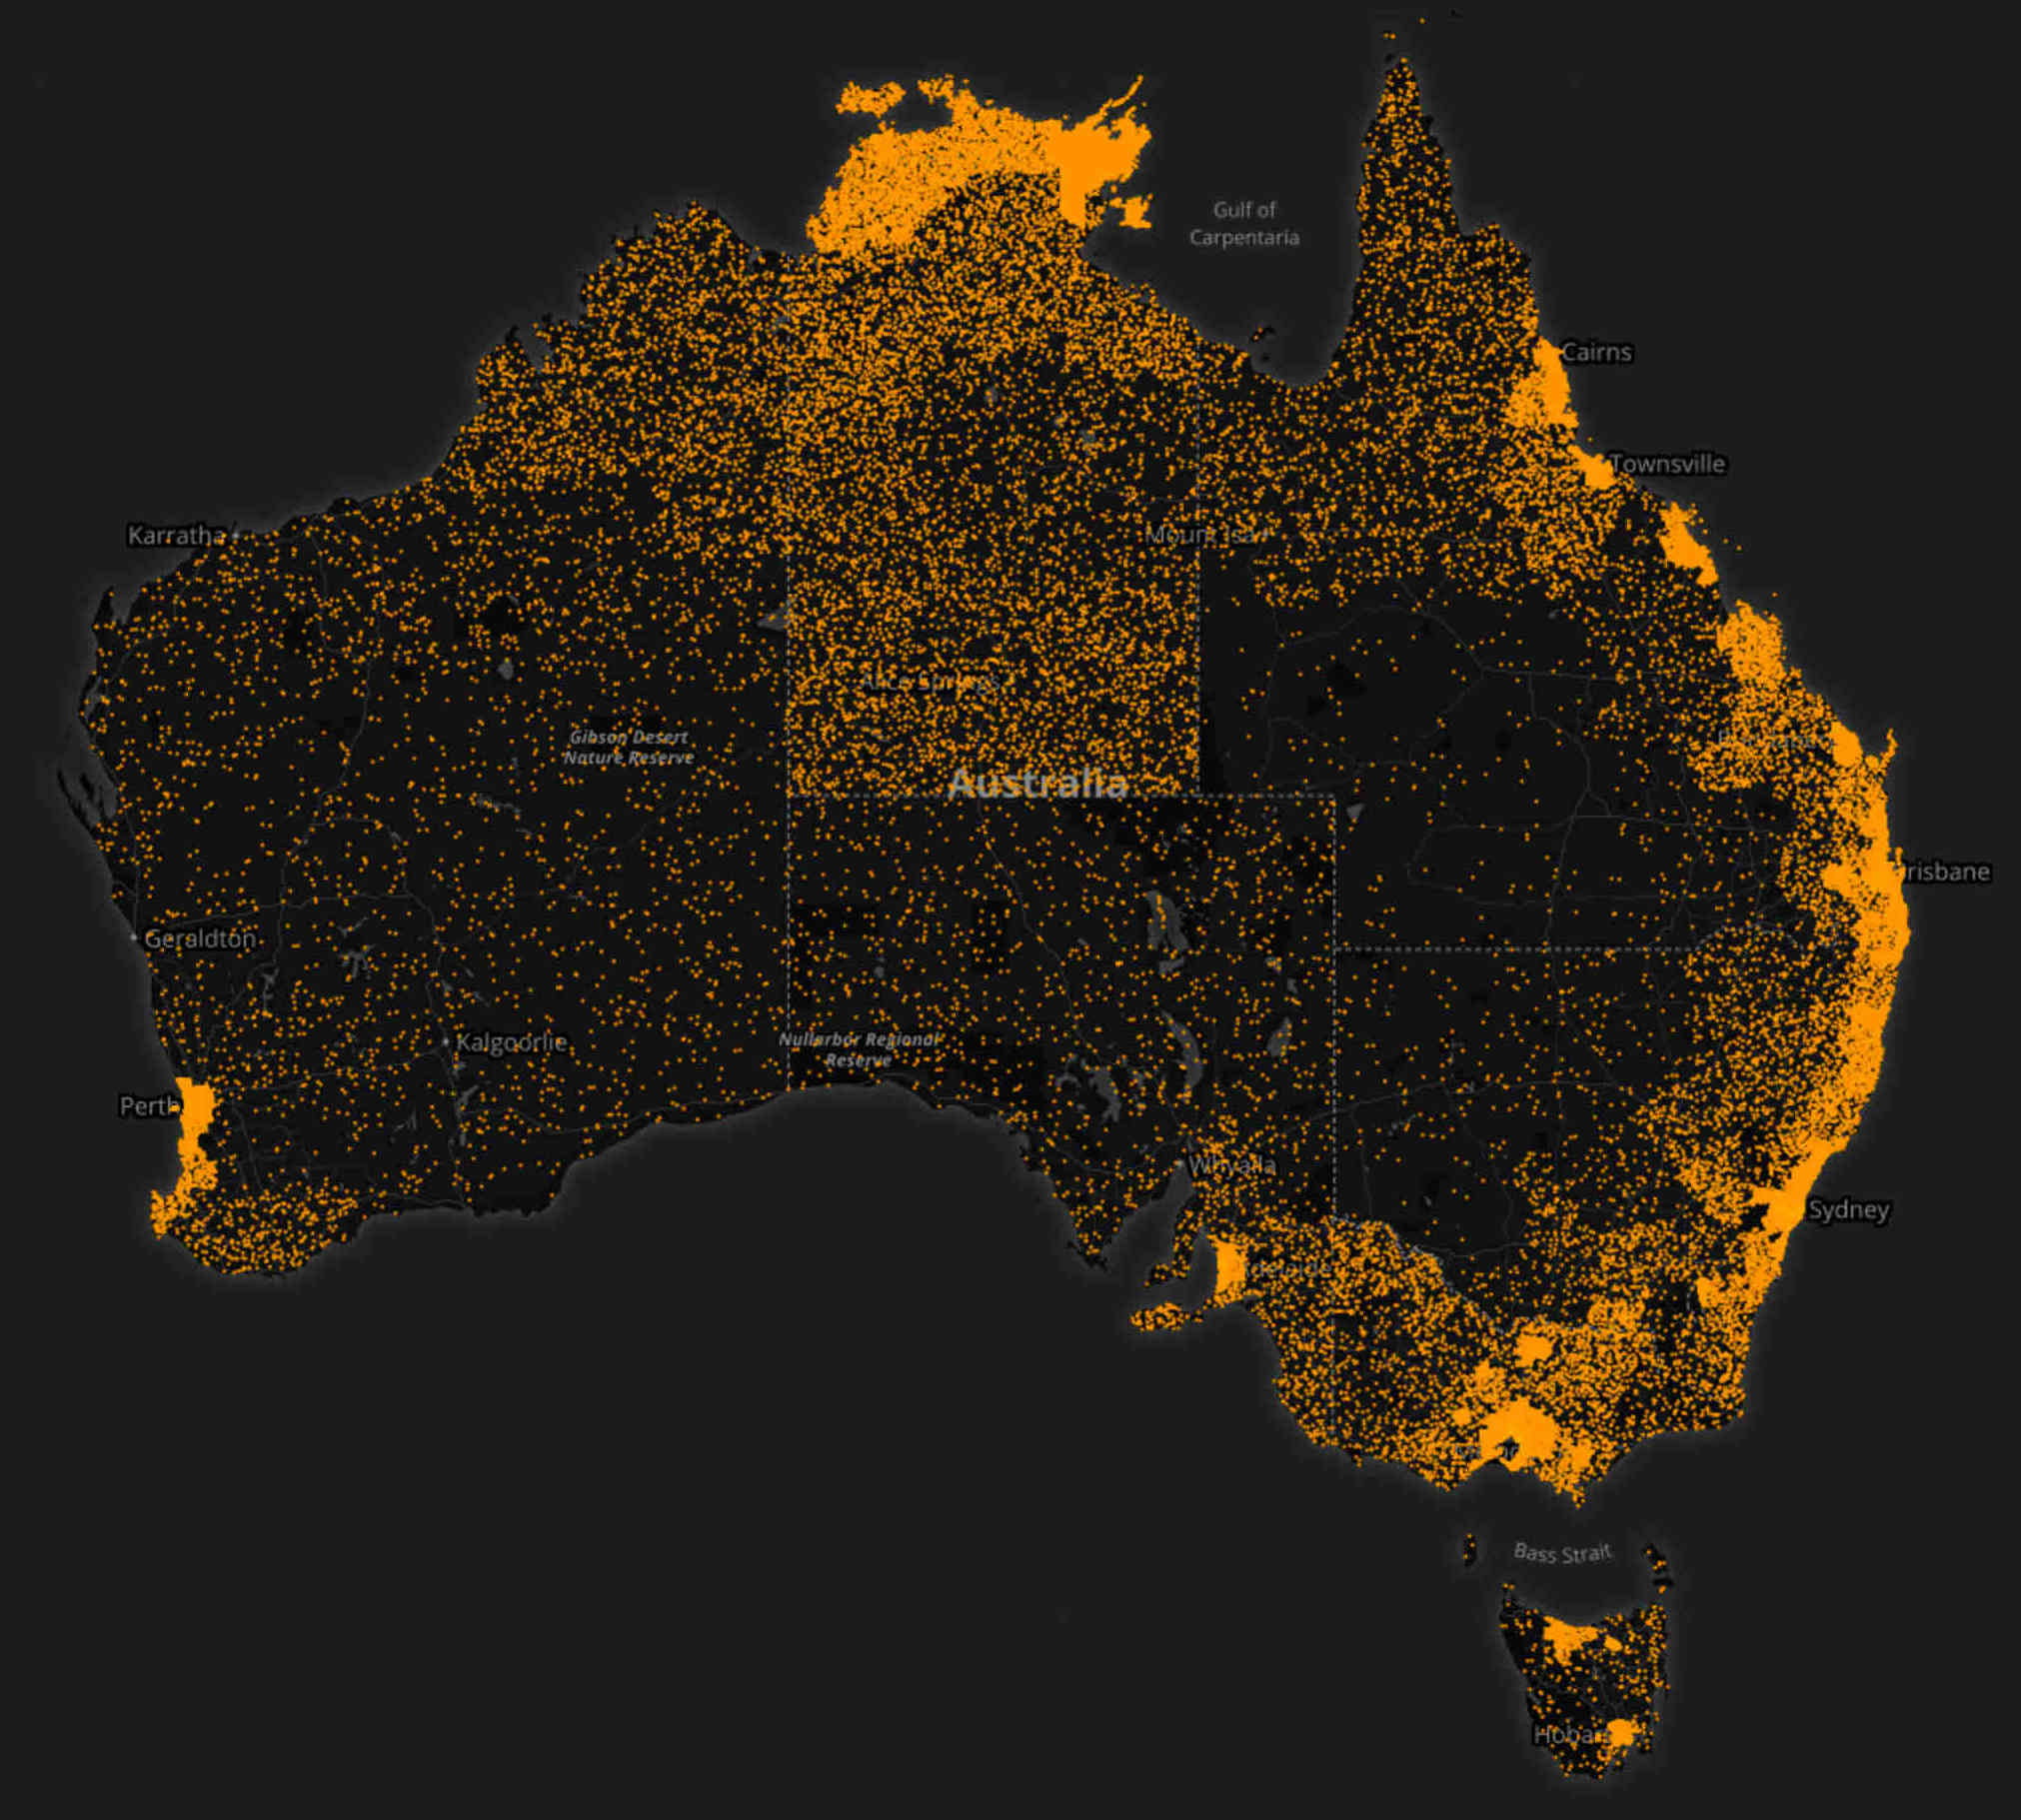 Gulf of
Carpentaria
Cairns
Townsville
Karratha
Mount Isa
Alice Springs
Gibson Desert
Nature Reserve
Australia
Brisbane
Geraldton
Nullarbor Regional
Reserve
Kalgoorlie
Perth
Whyalla
Sydney
Adelaide
Bass Strait
Hobart